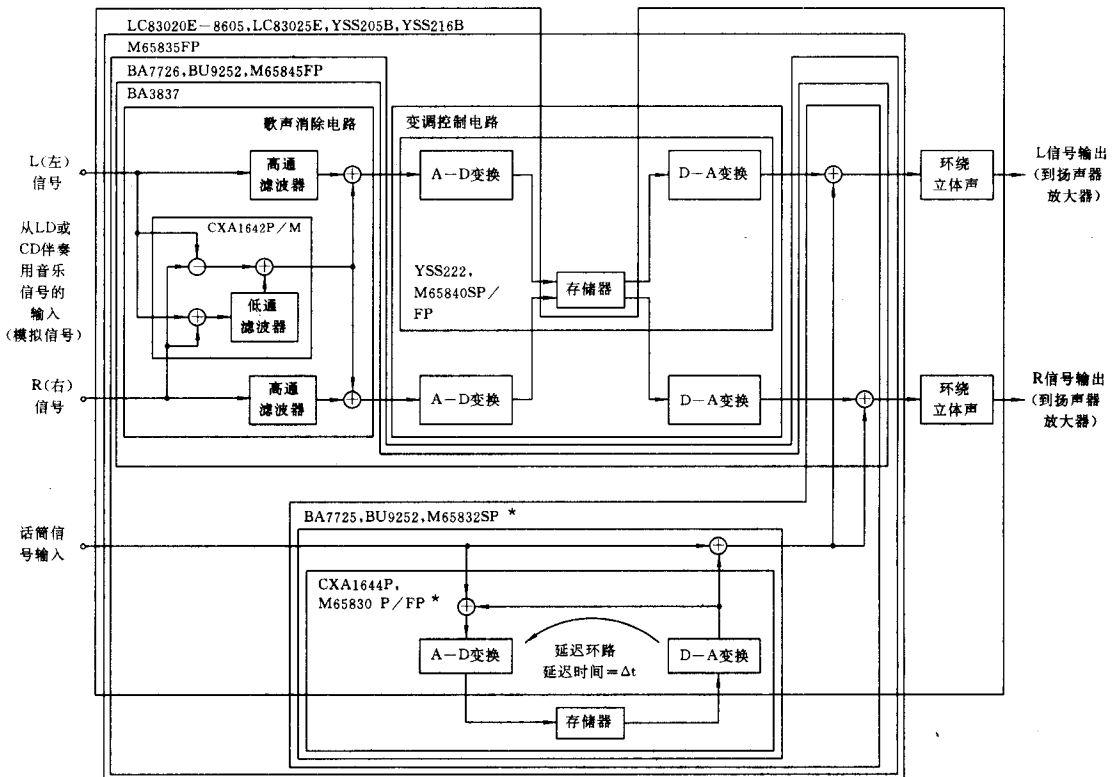 LC83020E-8605,LC83025E,YSS205B,YSS216B
M65835FP
BA7726,BU9252,M65845FP
BA3837
歌声消除电路
变调控制电路
L(左)
信号
高通
滤波器
A-D变换
D-A变换
环绕
立体声
L信号输出
(到扬声器
放大器)
从LD或
CD伴奏
用音乐
信号的
输入
(模拟信号)
CXA1642P/M
低通
滤波器
YSS222,
M65840SP/
FP
存储器
R(右)
信号
高通
滤波器
A-D变换
D-A变换
环绕
立体声
R信号输出
(到扬声器
放大器)
话筒信
号输入
BA7725,BU9252,M65832SP *
CXA1644P,
M65830 P/FP *
A-D变换
延迟环路
延迟时间=Δt
D-A变换
存储器